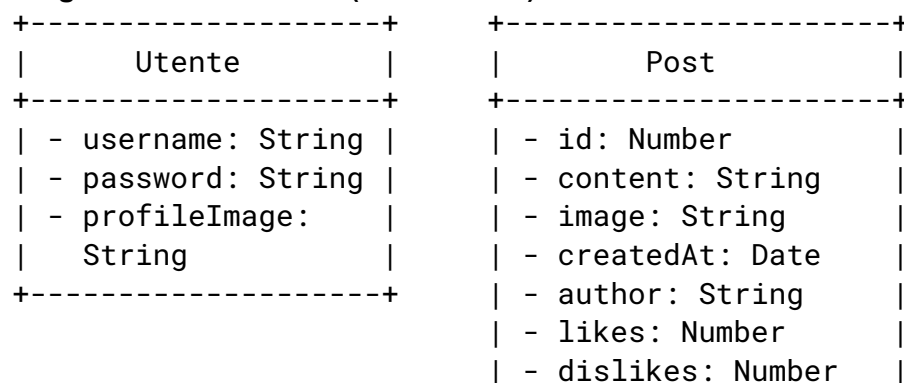 +--------------------+     +----------------------+
|       Utente        |     |        Post          |
+--------------------+     +----------------------+
| - username: String |     | - id: Number         |
| - password: String |     | - content: String    |
| - profileImage:    |     | - image: String      |
|   String           |     | - createdAt: Date    |
+--------------------+     | - author: String     |
                           | - likes: Number      |
                           | - dislikes: Number   |